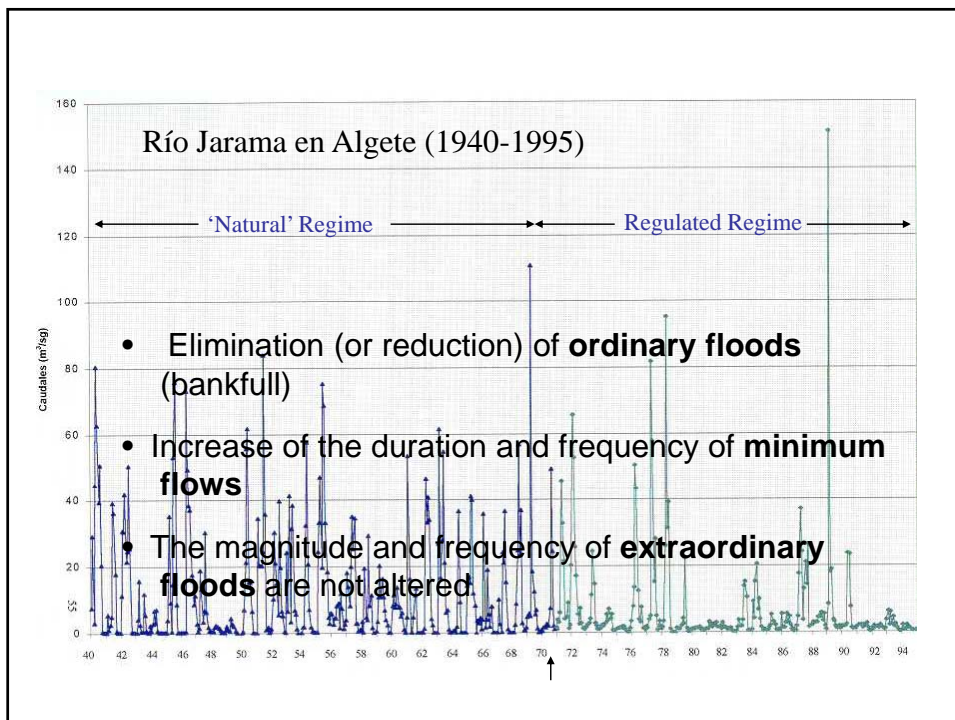 160
Río Jarama en Algete (1940-1995)
140
‘Natural’ Regime
Regulated Regime
120
100
• Elimination (or reduction) of ordinary floods
(bankfull)
80
Caudales (m³/sg)
60
• Increase of the duration and frequency of minimum
flows
40
• The magnitude and frequency of extraordinary
floods are not altered
20
0
40 42 44 46 48 50 52 54 56 58 60 62 64 66 68 70 72 74 76 78 80 82 84 86 88 90 92 94